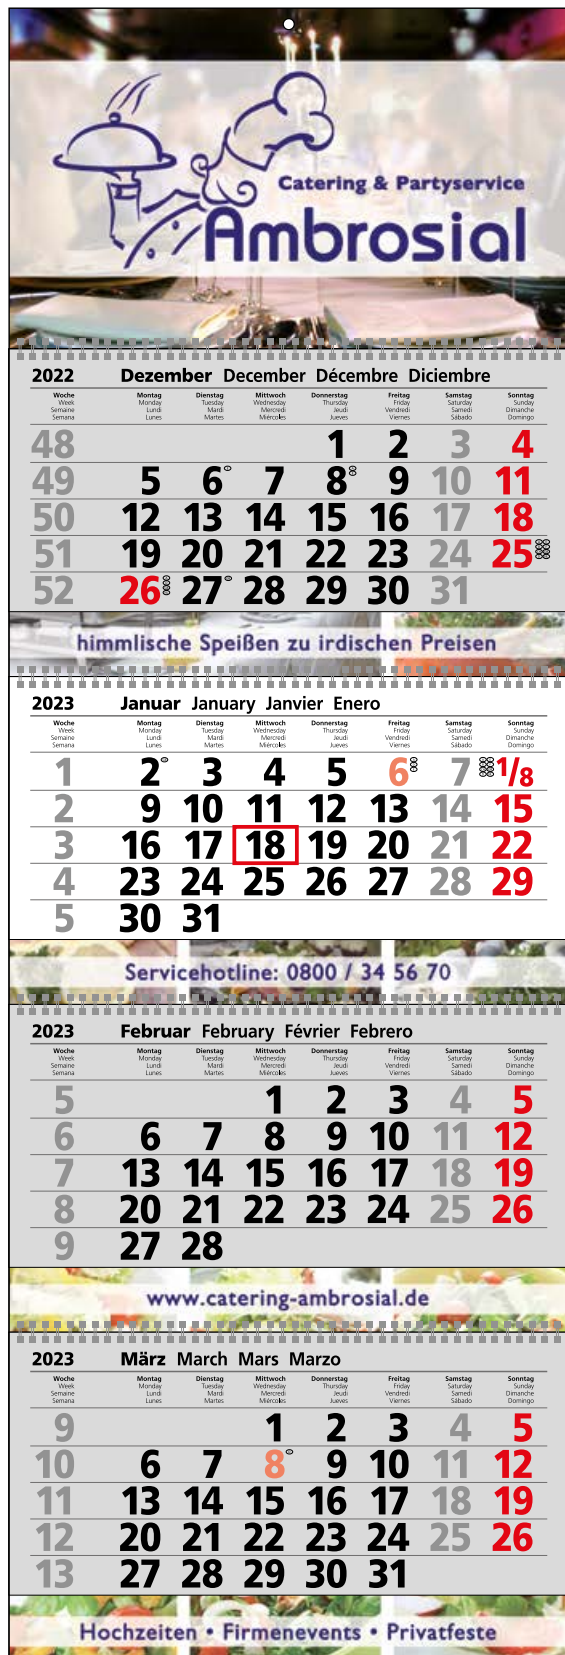 Catering & Partyservice
Ambrosial
2022 Dezember December Décembre Diciembre
Woche Montag Dienstag Mittwoch Donnerstag Freitag Samstag Sonntag
Week Monday Tuesday Wednesday Thursday Friday Saturday Sunday
Semaine Lundi Mardi Mercredi Jeudi Vendredi Samedi Dimanche
Semana Lunes Martes Miércoles Jueves Viernes Sábado Domingo
48 1 2 3 4
49 5 6 7 8 9 10 11
50 12 13 14 15 16 17 18
51 19 20 21 22 23 24 25
52 26 27 28 29 30 31
himmlische Speißen zu irdischen Preisen
2023 Januar January Janvier Enero
Woche Montag Dienstag Mittwoch Donnerstag Freitag Samstag Sonntag
Week Monday Tuesday Wednesday Thursday Friday Saturday Sunday
Semaine Lundi Mardi Mercredi Jeudi Vendredi Samedi Dimanche
Semana Lunes Martes Miércoles Jueves Viernes Sábado Domingo
1 2 3 4 5 6 7 1/8
2 9 10 11 12 13 14 15
3 16 17 18 19 20 21 22
4 23 24 25 26 27 28 29
5 30 31
Servicehotline: 0800 / 34 56 70
2023 Februar February Février Febrero
Woche Montag Dienstag Mittwoch Donnerstag Freitag Samstag Sonntag
Week Monday Tuesday Wednesday Thursday Friday Saturday Sunday
Semaine Lundi Mardi Mercredi Jeudi Vendredi Samedi Dimanche
Semana Lunes Martes Miércoles Jueves Viernes Sábado Domingo
5 1 2 3 4 5
6 6 7 8 9 10 11 12
7 13 14 15 16 17 18 19
8 20 21 22 23 24 25 26
9 27 28
www.catering-ambrosial.de
2023 März March Mars Marzo
Woche Montag Dienstag Mittwoch Donnerstag Freitag Samstag Sonntag
Week Monday Tuesday Wednesday Thursday Friday Saturday Sunday
Semaine Lundi Mardi Mercredi Jeudi Vendredi Samedi Dimanche
Semana Lunes Martes Miércoles Jueves Viernes Sábado Domingo
9 1 2 3 4 5
10 6 7 8 9 10 11 12
11 13 14 15 16 17 18 19
12 20 21 22 23 24 25 26
13 27 28 29 30 31
Hochzeiten • Firmenevents • Privatfeste